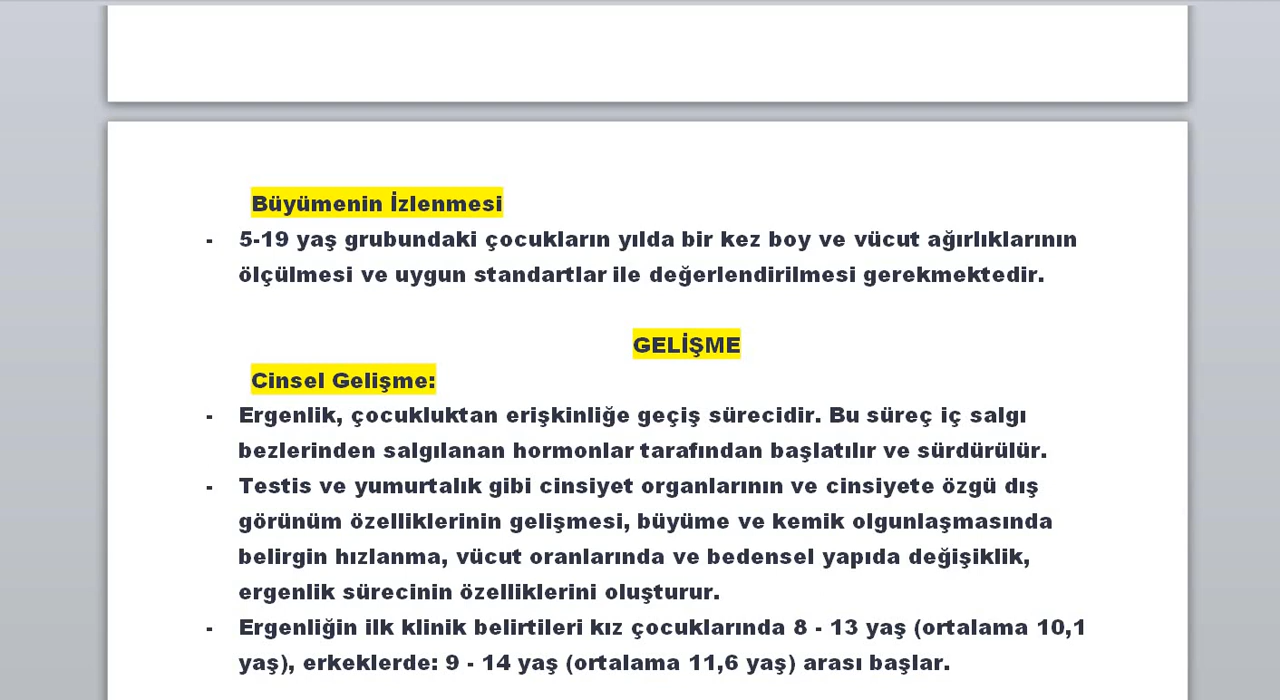 Büyümenin İzlenmesi
- 5-19 yaş grubundaki çocukların yılda bir kez boy ve vücut ağırlıklarının
ölçülmesi ve uygun standartlar ile değerlendirilmesi gerekmektedir.
GELİŞME
Cinsel Gelişme:
- Ergenlik, çocukluktan erişkinliğe geçiş sürecidir. Bu süreç iç salgı
bezlerinden salgılanan hormonlar tarafından başlatılır ve sürdürülür.
- Testis ve yumurtalık gibi cinsiyet organlarının ve cinsiyete özgü dış
görünüm özelliklerinin gelişmesi, büyüme ve kemik olgunlaşmasında
belirgin hızlanma, vücut oranlarında ve bedensel yapıda değişiklik,
ergenlik sürecinin özelliklerini oluşturur.
- Ergenliğin ilk klinik belirtileri kız çocuklarında 8 - 13 yaş (ortalama 10,1
yaş), erkeklerde: 9 - 14 yaş (ortalama 11,6 yaş) arası başlar.